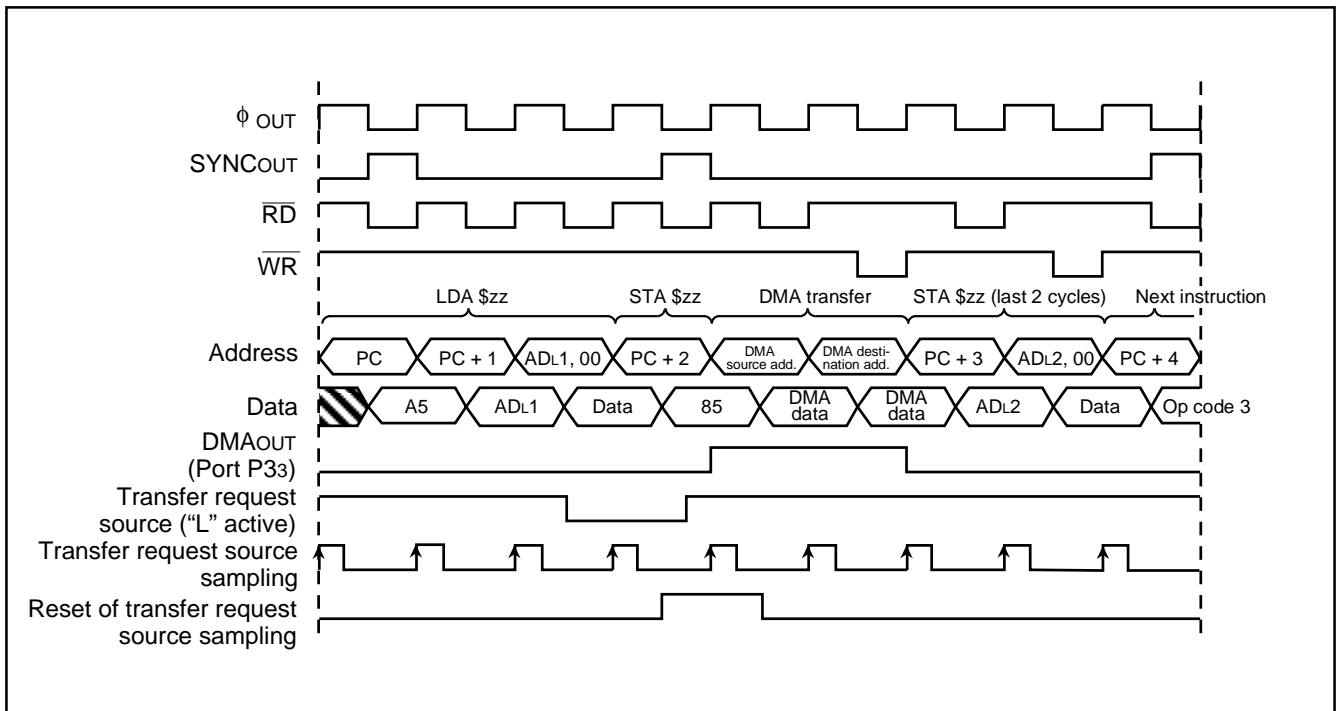 ϕ OUT
SYNCOUT
RD
WR
LDA $zz STA $zz DMA transfer STA $zz (last 2 cycles) Next instruction
Address PC PC + 1 ADL1, 00 PC + 2 DMA source add. DMA desti-nation add. PC + 3 ADL2, 00 PC + 4
Data A5 ADL1 Data 85 DMA data DMA data ADL2 Data Op code 3
DMAOUT
(Port P33)
Transfer request
source (“L” active)
Transfer request source
sampling
Reset of transfer request
source sampling